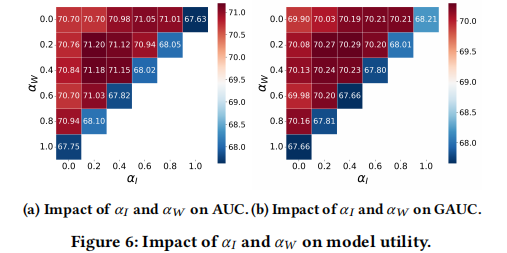 0.0 70.70 70.70 70.98 71.05 71.01 67.63
0.2 70.76 71.20 71.12 70.94 68.05
0.4 70.84 71.18 71.15 68.02
0.6 70.70 71.03 67.82
0.8 70.94 68.10
1.0 67.75
0.0 0.2 0.4 0.6 0.8 1.0
α_W
α_I
71.0
70.5
70.0
69.5
69.0
68.5
68.0
0.0 69.90 70.03 70.19 70.21 70.21 68.21
0.2 70.08 70.27 70.29 70.20 68.01
0.4 70.13 70.24 70.23 67.80
0.6 69.98 70.20 67.66
0.8 70.16 67.81
1.0 67.66
0.0 0.2 0.4 0.6 0.8 1.0
α_W
α_I
70.0
69.5
69.0
68.5
68.0
(a) Impact of α_I and α_W on AUC. (b) Impact of α_I and α_W on GAUC.
Figure 6: Impact of α_I and α_W on model utility.